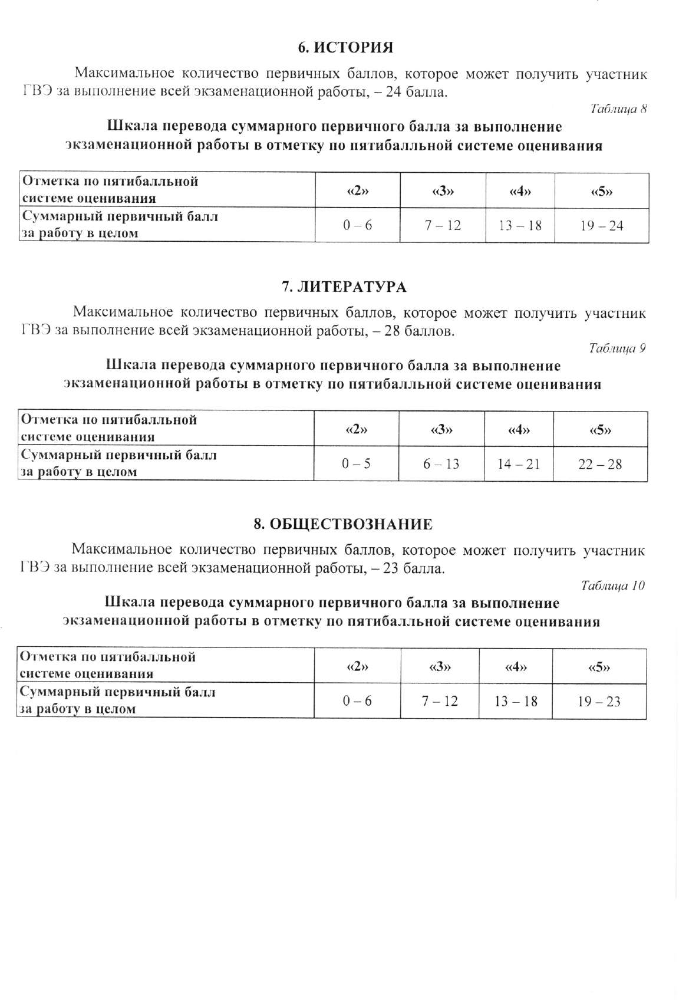 6. ИСТОРИЯ
Максимальное количество первичных баллов, которое может получить участник
ГВЭ за выполнение всей экзаменационной работы, – 24 балла.
Таблица 8
Шкала перевода суммарного первичного балла за выполнение
экзаменационной работы в отметку по пятибалльной системе оценивания
Отметка по пятибалльной
системе оценивания
«2» «3» «4» «5»
Суммарный первичный балл
за работу в целом
0 – 6 7 – 12 13 – 18 19 – 24
7. ЛИТЕРАТУРА
Максимальное количество первичных баллов, которое может получить участник
ГВЭ за выполнение всей экзаменационной работы, – 28 баллов.
Таблица 9
Шкала перевода суммарного первичного балла за выполнение
экзаменационной работы в отметку по пятибалльной системе оценивания
Отметка по пятибалльной
системе оценивания
«2» «3» «4» «5»
Суммарный первичный балл
за работу в целом
0 – 5 6 – 13 14 – 21 22 – 28
8. ОБЩЕСТВОЗНАНИЕ
Максимальное количество первичных баллов, которое может получить участник
ГВЭ за выполнение всей экзаменационной работы, – 23 балла.
Таблица 10
Шкала перевода суммарного первичного балла за выполнение
экзаменационной работы в отметку по пятибалльной системе оценивания
Отметка по пятибалльной
системе оценивания
«2» «3» «4» «5»
Суммарный первичный балл
за работу в целом
0 – 6 7 – 12 13 – 18 19 – 23